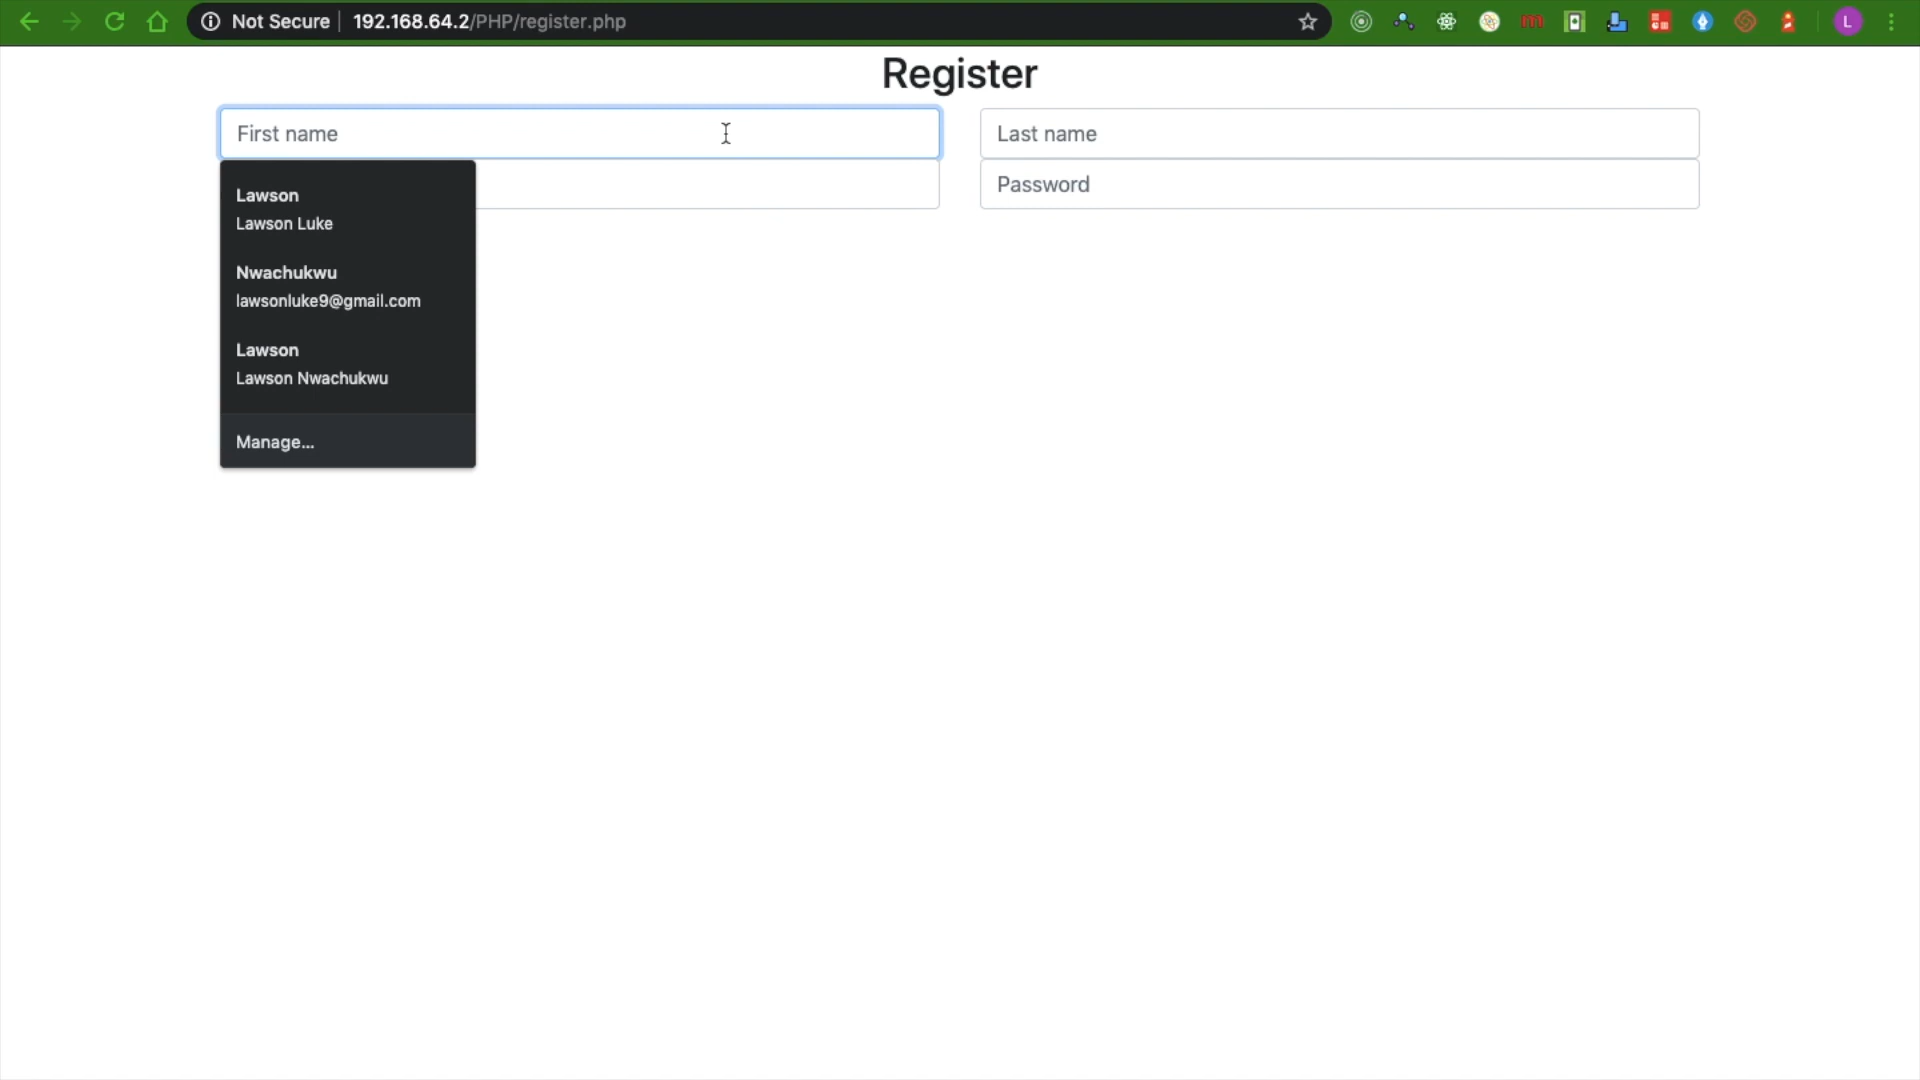 Not Secure | 192.168.64.2/PHP/register.php
L
Register
First name
Last name
Password
Lawson
Lawson Luke
Nwachukwu
lawsonluke9@gmail.com
Lawson
Lawson Nwachukwu
Manage...